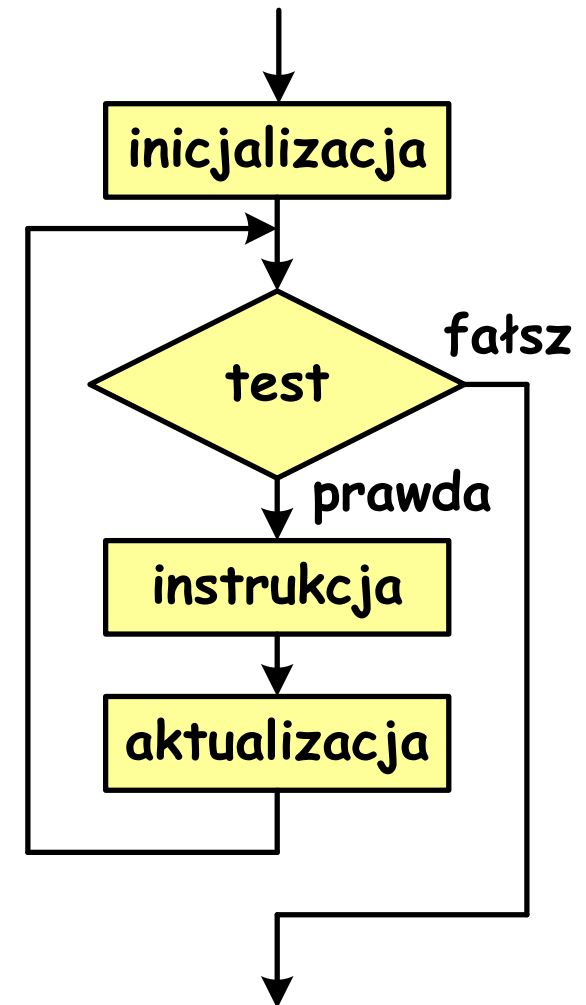 inicjalizacja
fałsz
test
prawda
instrukcja
aktualizacja